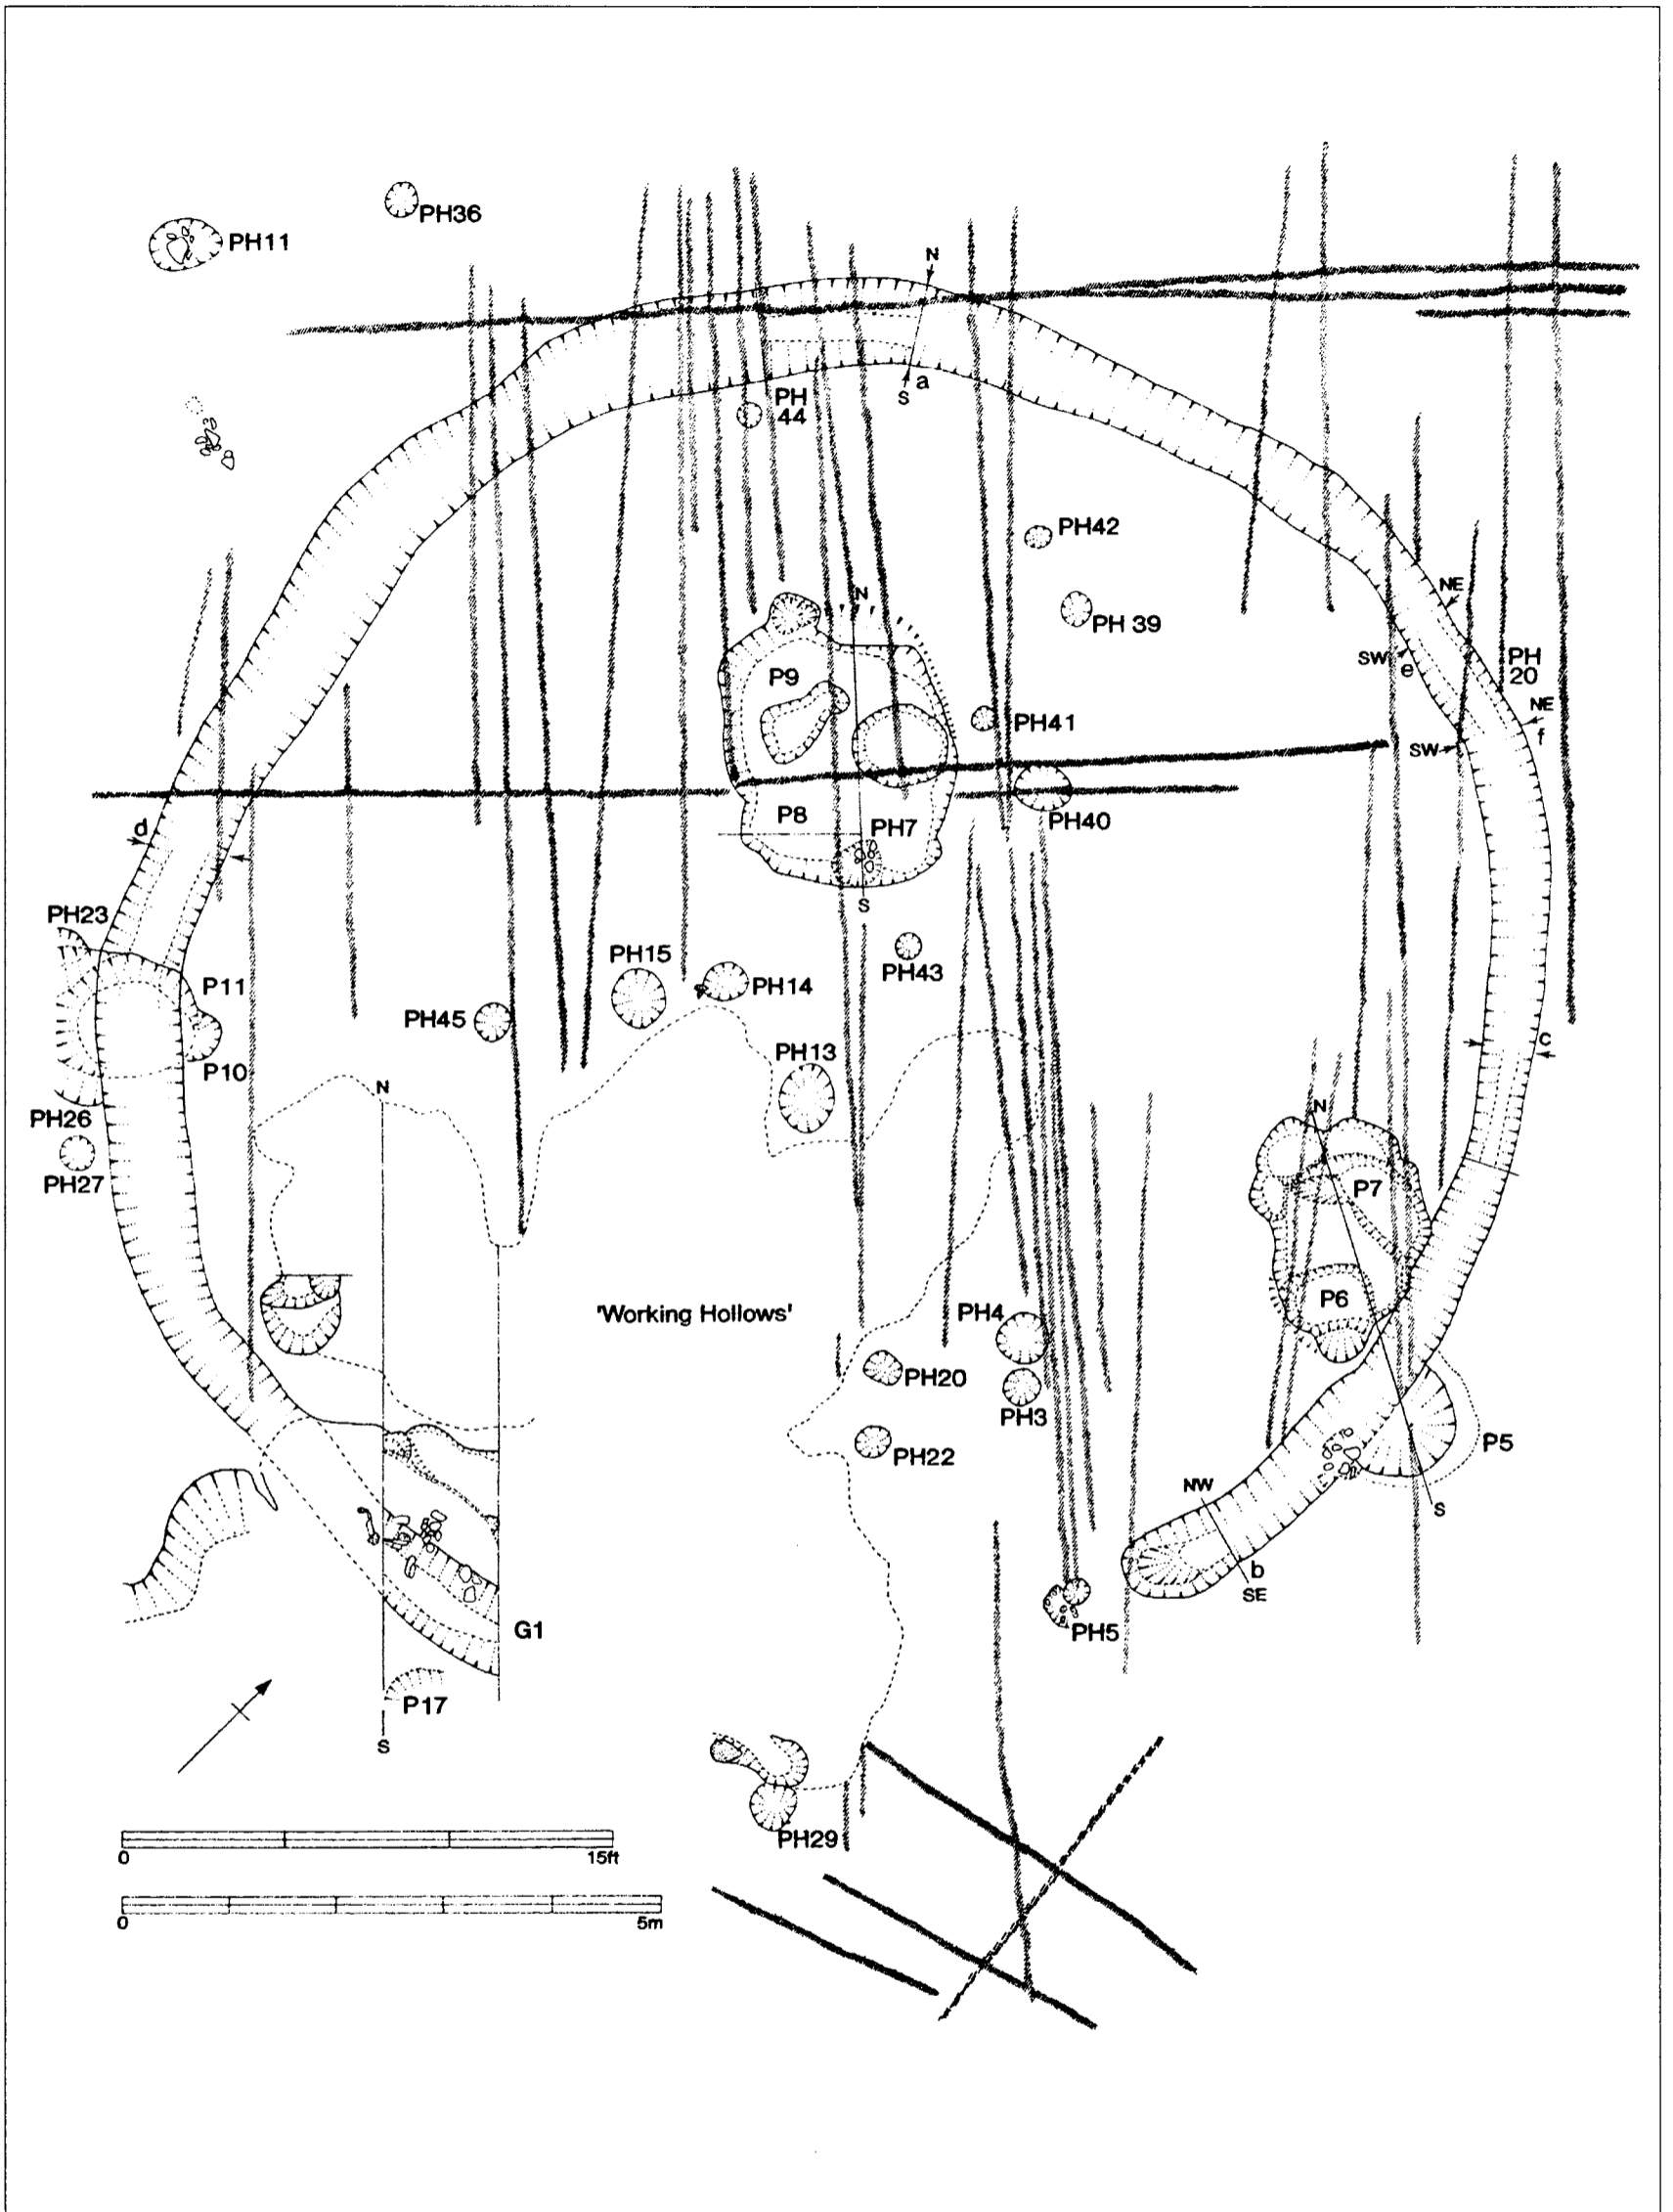 PH36
PH11
N
a
S
PH
44
PH42
PH 39
NE
SW
e
PH
20
NE
f
SW
N
P9
PH41
P8
PH7
PH40
S
d
PH23
P11
P10
PH26
PH27
PH15
PH14
PH43
PH45
PH13
c
N
N
P7
P6
'Working Hollows'
PH4
PH20
PH3
PH22
P5
S
NW
b
SE
PH5
G1
P17
S
PH29
0 15ft
0 5m